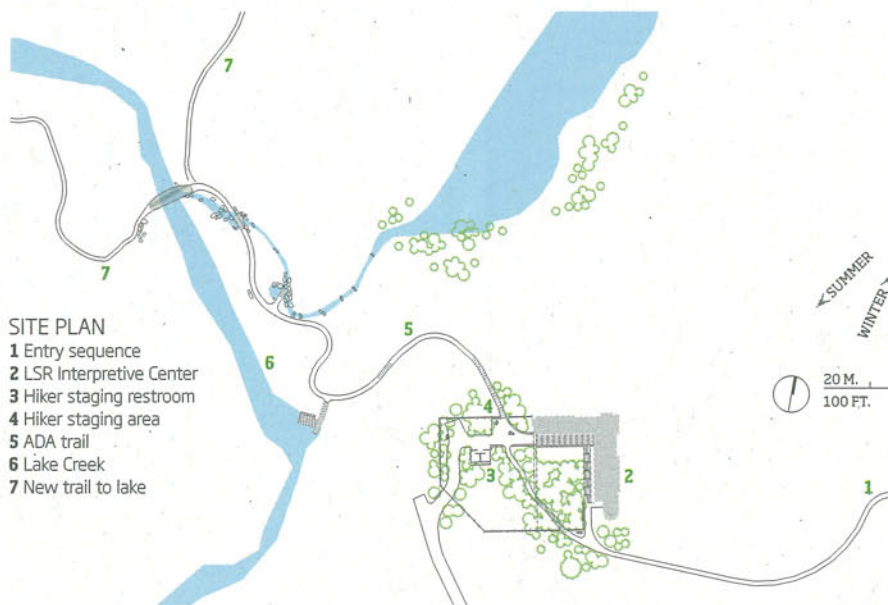 7
7
SITE PLAN
1 Entry sequence
2 LSR Interpretive Center
3 Hiker staging restroom
4 Hiker staging area
5 ADA trail
6 Lake Creek
7 New trail to lake
5
6
SUMMER
WINTER
20 M.
100 FT.
4
3
2
1